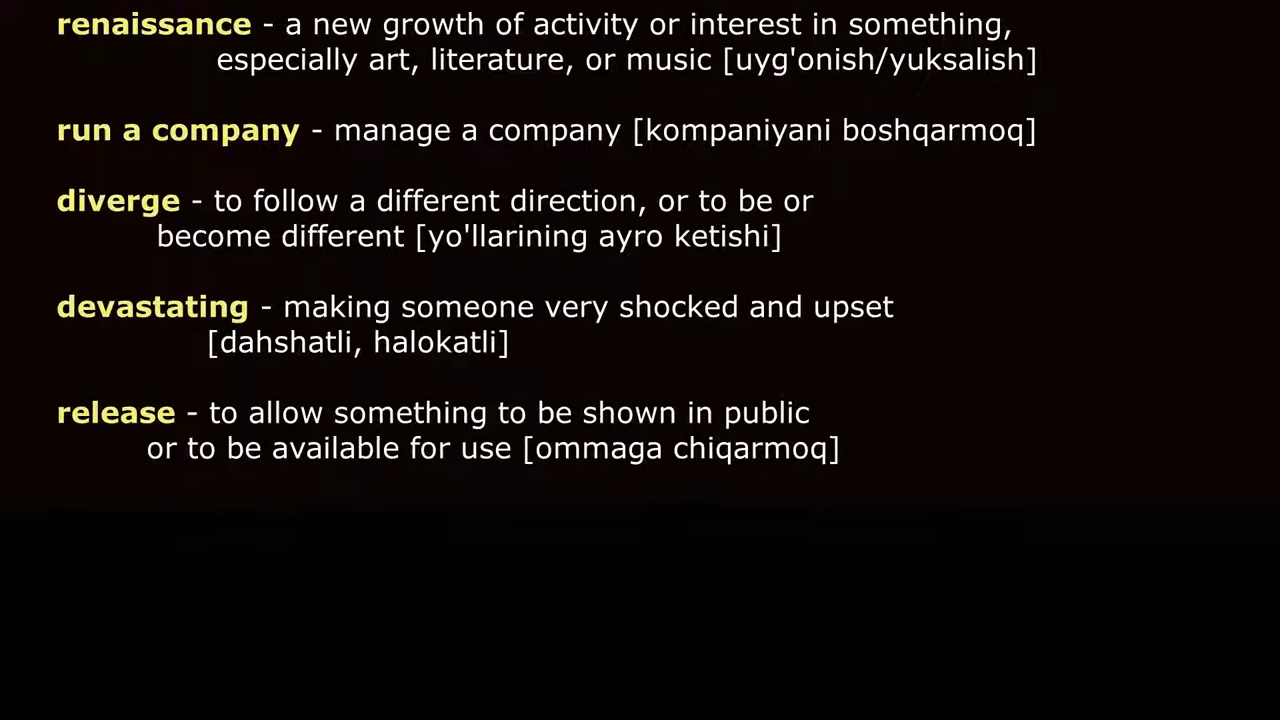 renaissance - a new growth of activity or interest in something,
especially art, literature, or music [uyg'onish/yuksalish]
run a company - manage a company [kompaniyani boshqarmoq]
diverge - to follow a different direction, or to be or
become different [yo'llarining ayro ketishi]
devastating - making someone very shocked and upset
[dahshatli, halokatli]
release - to allow something to be shown in public
or to be available for use [ommaga chiqarmoq]